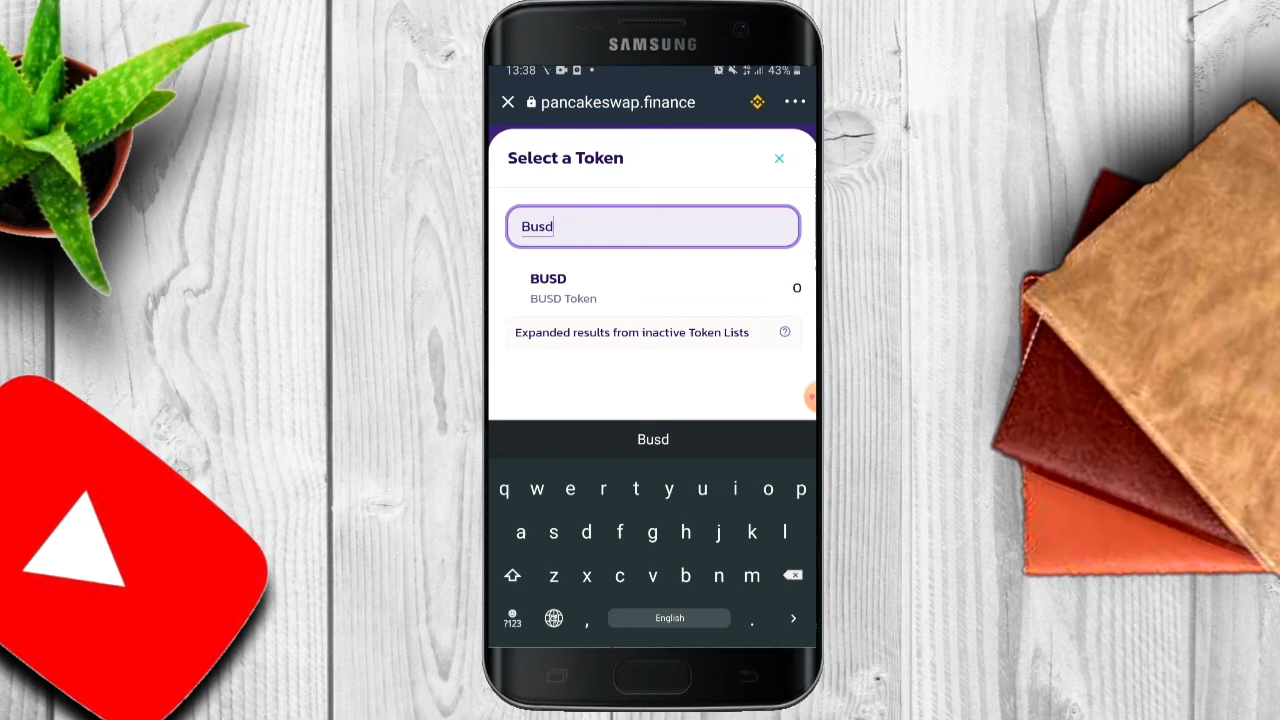 SAMSUNG
13:38
43%
pancakeswap.finance
Select a Token
Busd
BUSD
0
BUSD Token
Expanded results from inactive Token Lists
Busd
q w e r t y u i o p
a s d f g h j k l
z x c v b n m
?123 , English .